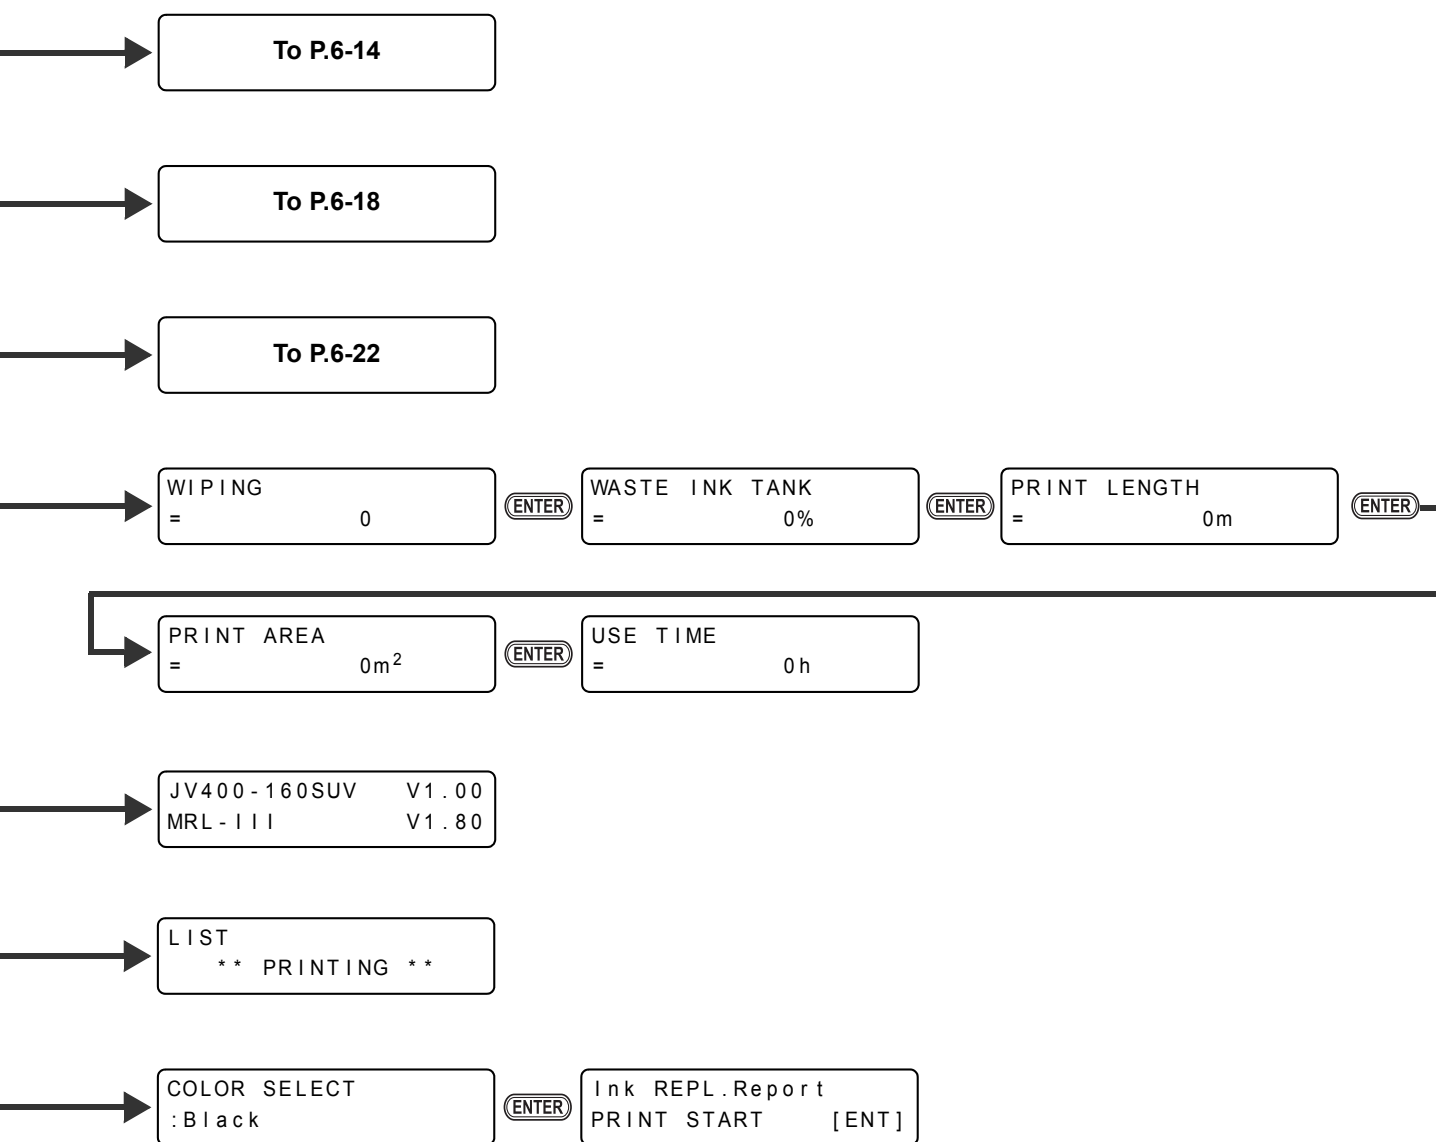 To P.6-14
To P.6-18
To P.6-22
WIPING
= 0
ENTER
WASTE INK TANK
= 0%
ENTER
PRINT LENGTH
= 0m
ENTER
PRINT AREA
= 0m²
ENTER
USE TIME
= 0h
JV400-160SUV V1.00
MRL-III V1.80
LIST
** PRINTING **
COLOR SELECT
:Black
ENTER
Ink REPL.Report
PRINT START [ENT]